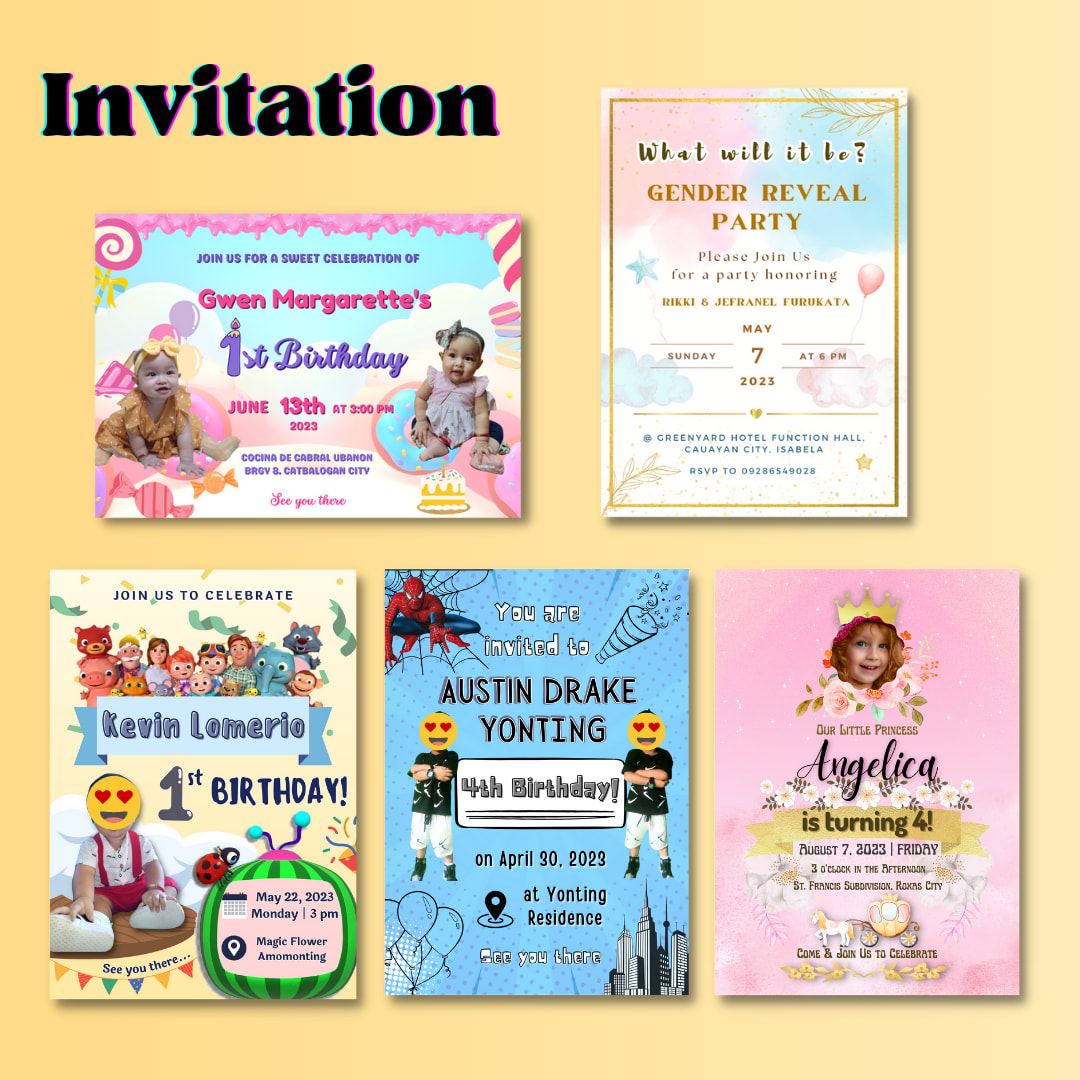 Invitation
JOIN US FOR A SWEET CELEBRATION OF
Gwen Margarette's
1st Birthday
JUNE 13th AT 3:00 PM
2023
COCINA DE CABRAL UBANON
BRGY 8, CATBALOGAN CITY
See you there
What will it be?
GENDER REVEAL
PARTY
Please Join Us
for a party honoring
RIKKI & JEFRANEL FURUKATA
MAY
SUNDAY 7 AT 6 PM
2023
@ GREENYARD HOTEL FUNCTION HALL,
CAUAYAN CITY, ISABELA
RSVP TO 09286549028
JOIN US TO CELEBRATE
Kevin Lomerio
1st BIRTHDAY!
May 22, 2023
Monday | 3 pm
Magic Flower
Amomonting
See you there...
You are
invited to
AUSTIN DRAKE
YONTING
4th Birthday!
on April 30, 2023
at Yonting
Residence
See you there
Our Little Princess
Angelica
is turning 4!
August 7, 2023 | FRIDAY
3 o'clock in the Afternoon
St. Francis Subdivision, Roxas City
Come & Join Us to Celebrate